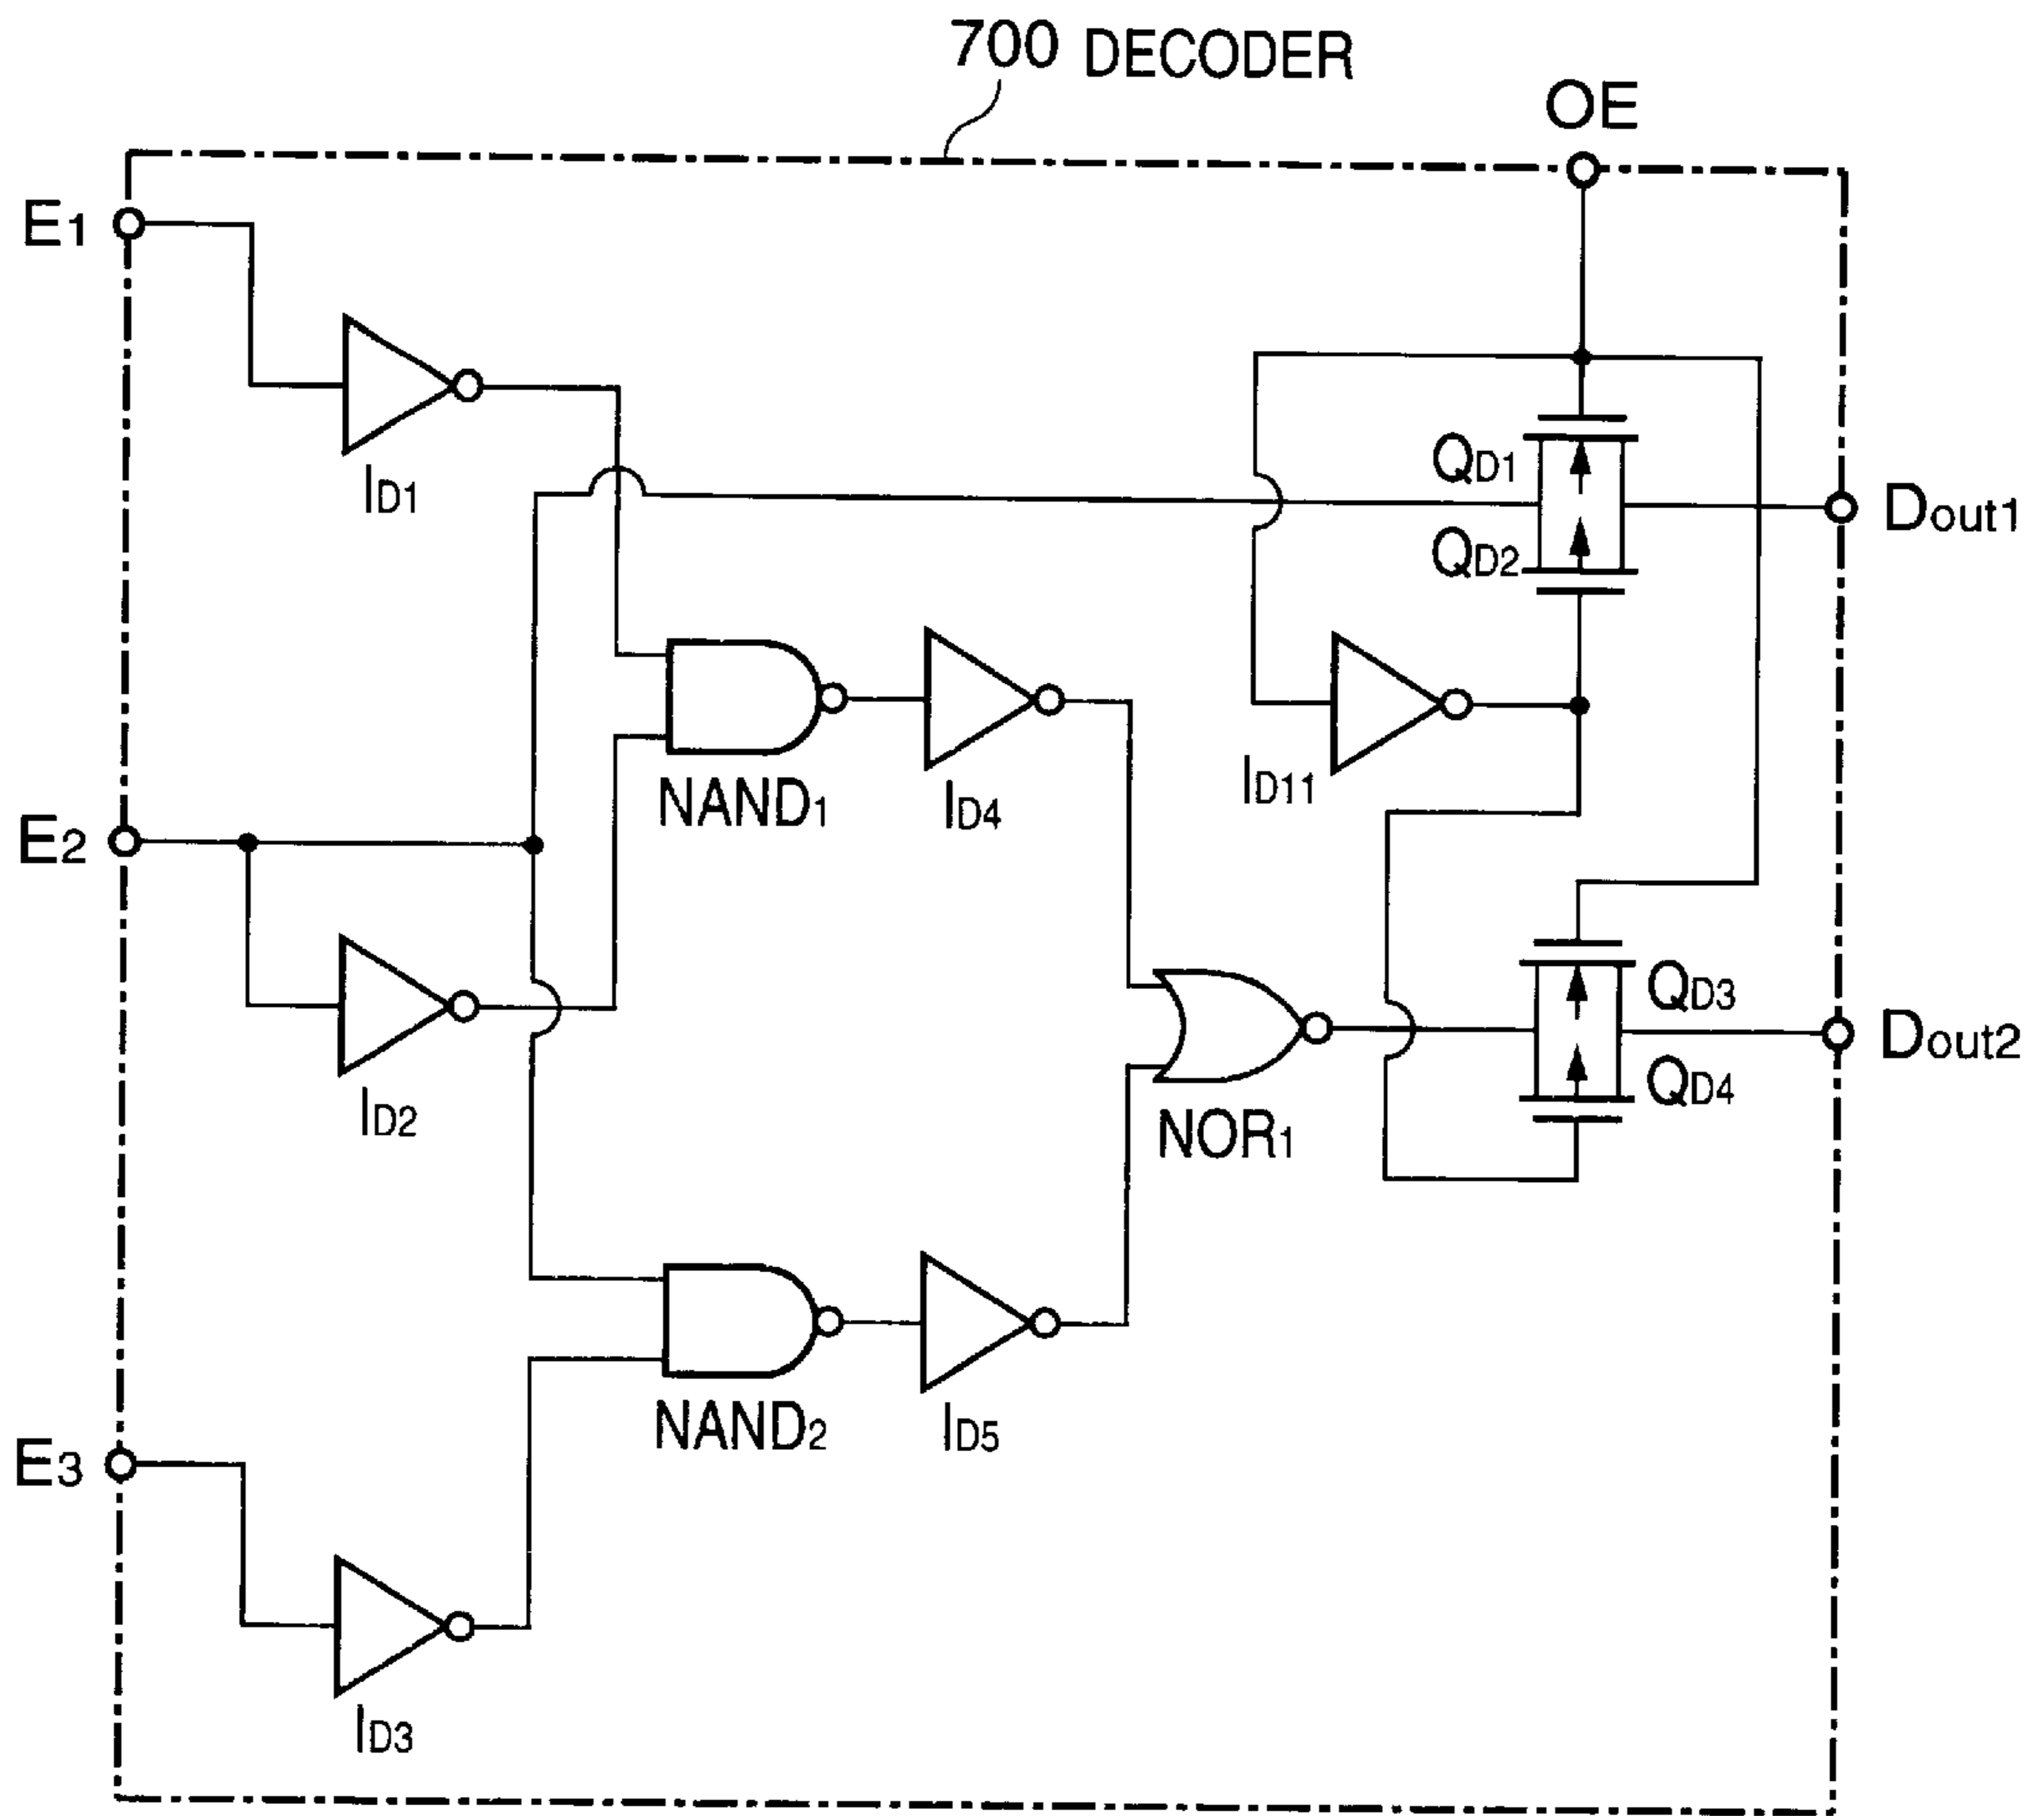 700 DECODER
OE
E1
ID1
QD1
Dout1
QD2
NAND1
ID4
ID11
E2
ID2
QD3
Dout2
QD4
NOR1
NAND2
ID5
E3
ID3